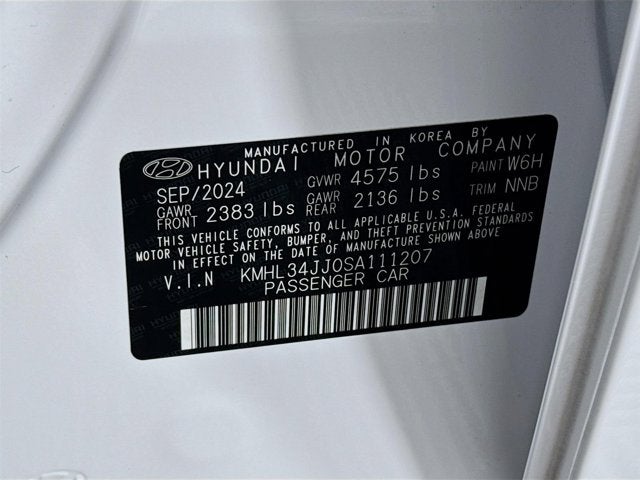 MANUFACTURED IN KOREA BY
HYUNDAI MOTOR COMPANY
SEP/2024 GVWR 4575 lbs PAINT W6H
GAWR FRONT 2383 lbs GAWR REAR 2136 lbs TRIM NNB
THIS VEHICLE CONFORMS TO ALL APPLICABLE U.S.A. FEDERAL
MOTOR VEHICLE SAFETY, BUMPER, AND THEFT PREVENTION STANDARDS
IN EFFECT ON THE DATE OF MANUFACTURE SHOWN ABOVE.
V.I.N KMHL34JJ0SA111207
PASSENGER CAR